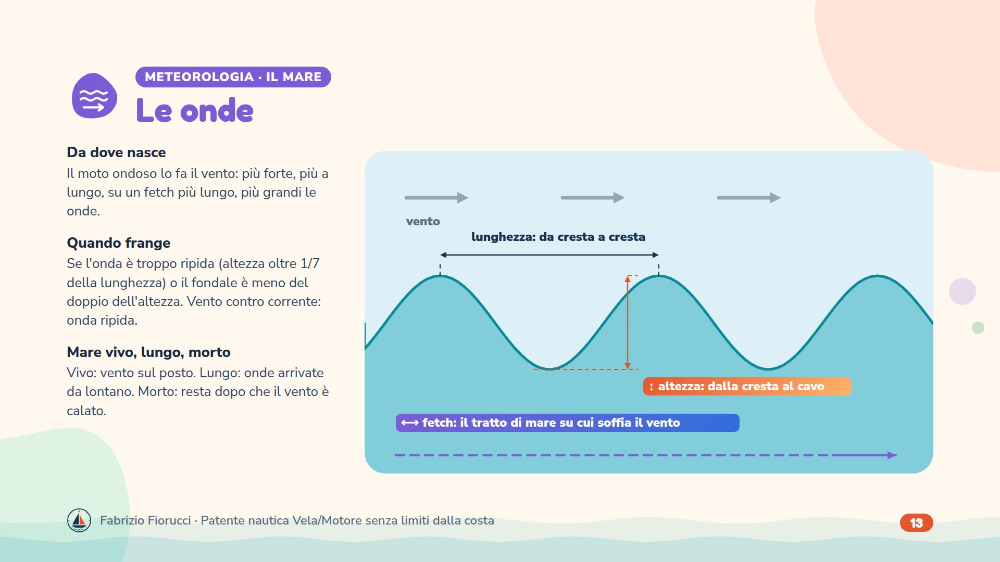 METEOROLOGIA · IL MARE
Le onde
Da dove nasce
Il moto ondoso lo fa il vento: più forte, più a
lungo, su un fetch più lungo, più grandi le
onde.
Quando frange
Se l'onda è troppo ripida (altezza oltre 1/7
della lunghezza) o il fondale è meno del
doppio dell'altezza. Vento contro corrente:
onda ripida.
Mare vivo, lungo, morto
Vivo: vento sul posto. Lungo: onde arrivate
da lontano. Morto: resta dopo che il vento è
calato.
vento
lunghezza: da cresta a cresta
↕ altezza: dalla cresta al cavo
⟷ fetch: il tratto di mare su cui soffia il vento
Fabrizio Fiorucci · Patente nautica Vela/Motore senza limiti dalla costa
13